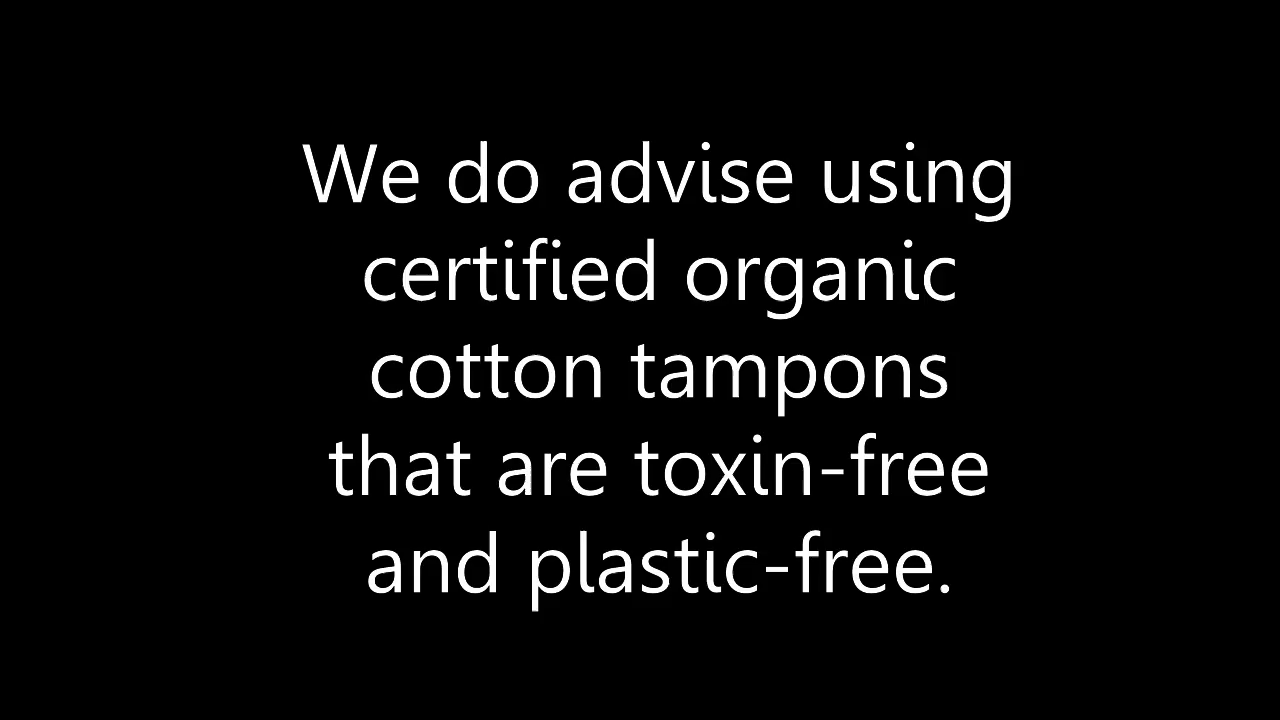 We do advise using
certified organic
cotton tampons
that are toxin-free
and plastic-free.